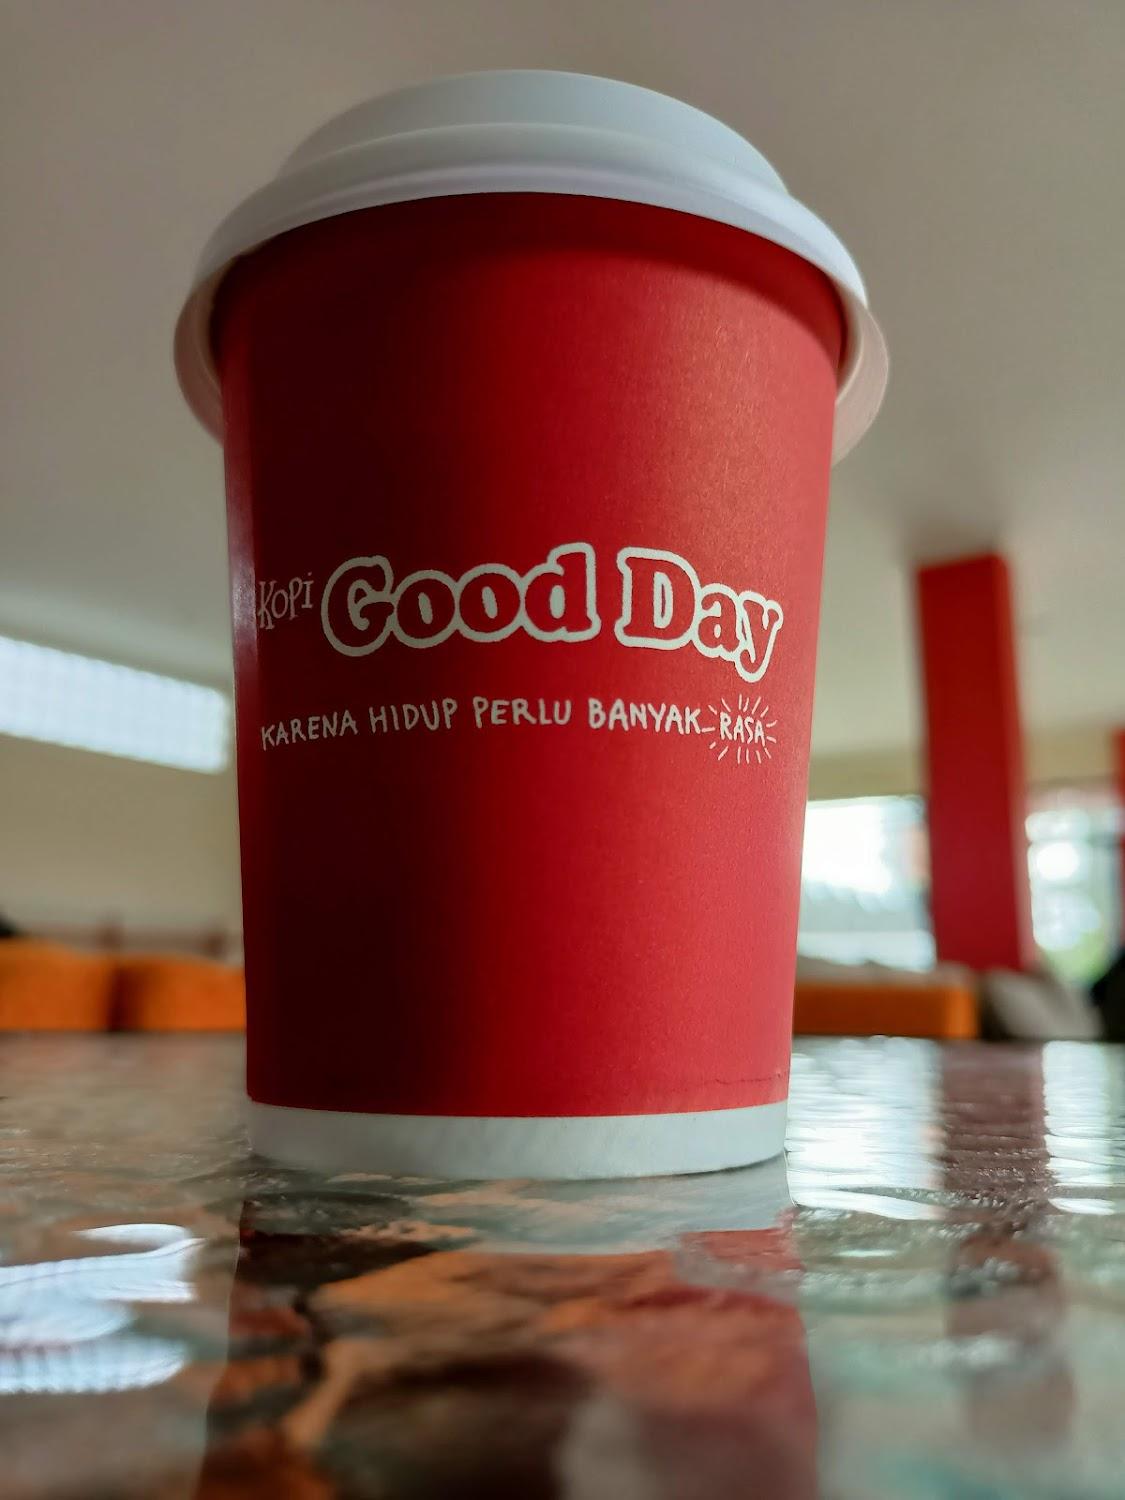 Kopi Good Day
KARENA HIDUP PERLU BANYAK RASA